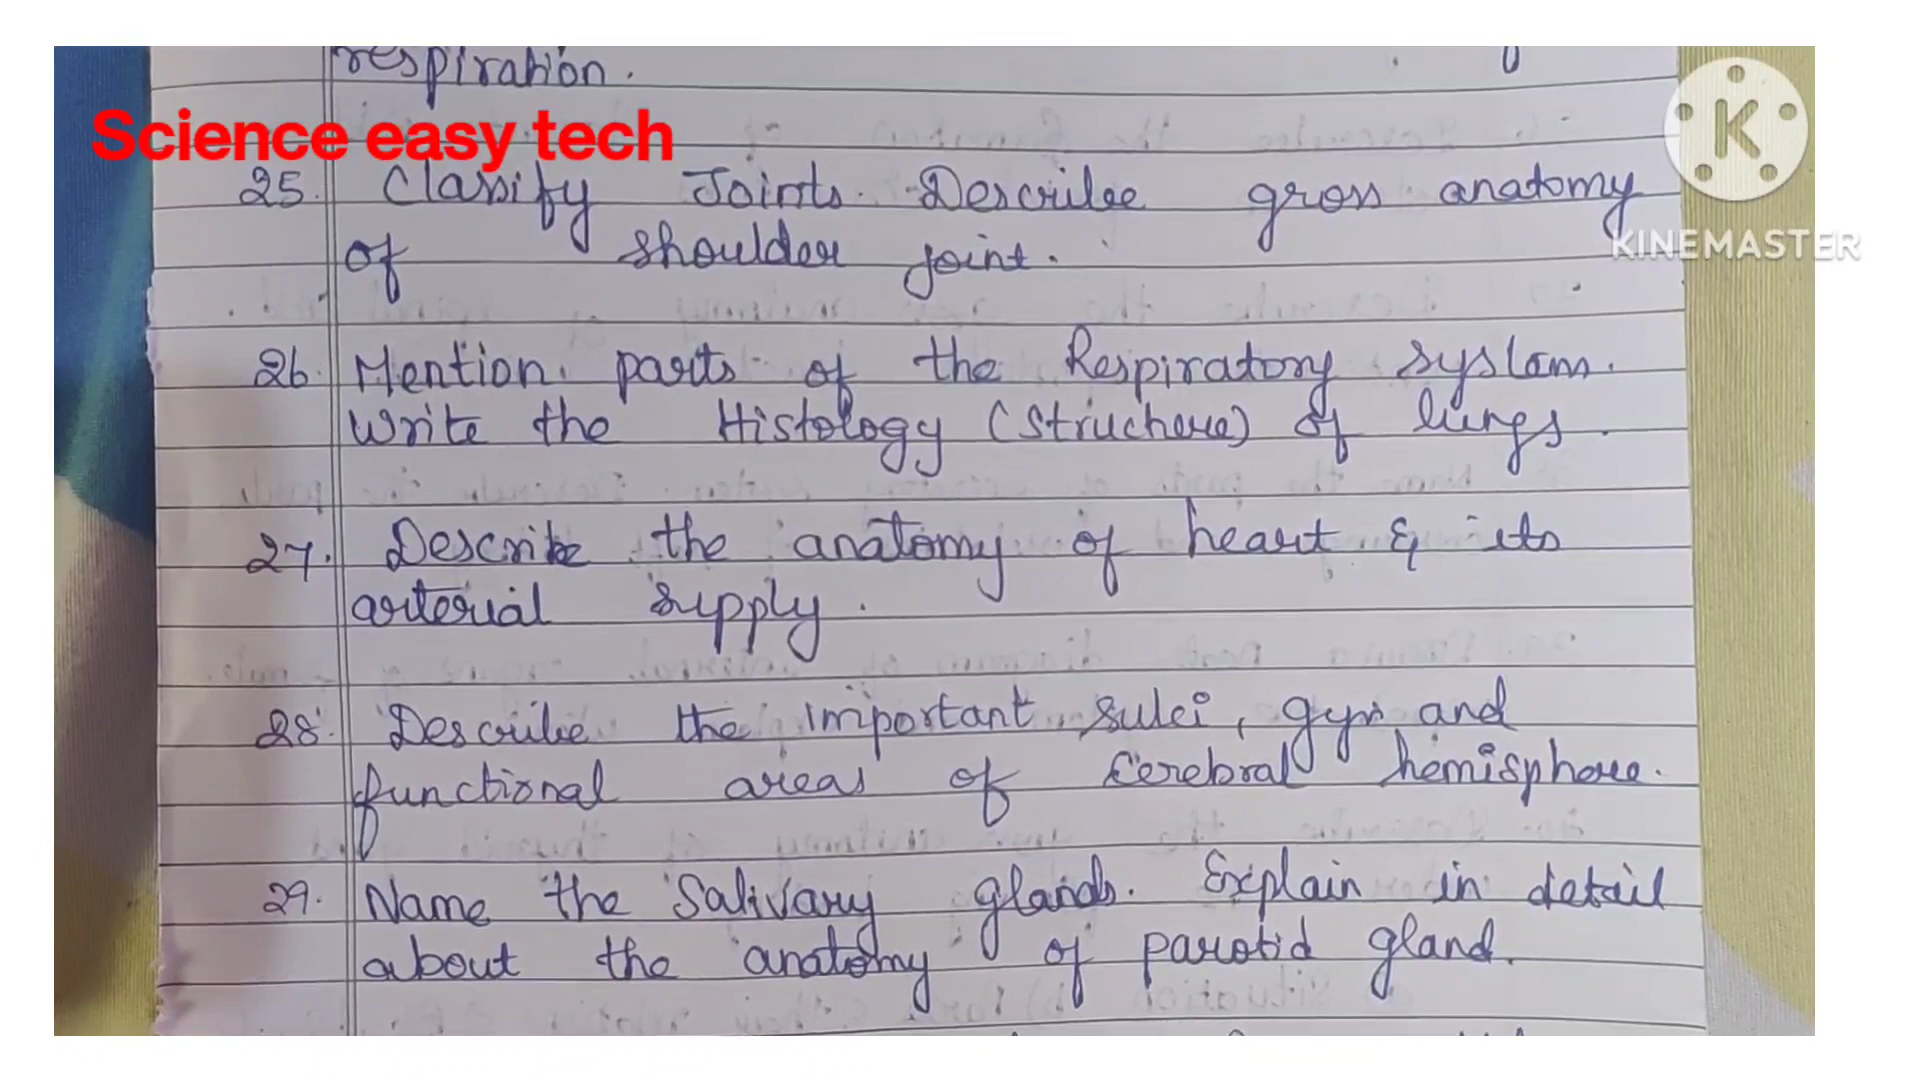 respiration.
Science easy tech
K
KINEMASTER
25. Classify Joints. Describe gross anatomy
of shoulder joint.
26. Mention parts of the Respiratory system.
Write the Histology (structure) of lungs.
27. Describe the anatomy of heart & its
arterial supply.
28. Describe the important sulci, gyri and
functional areas of cerebral hemisphere.
29. Name the Salivary glands. Explain in detail
about the anatomy of parotid gland.